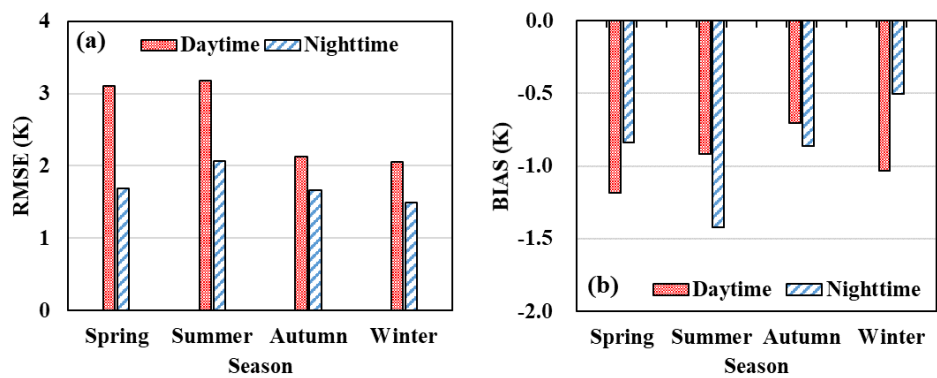 (a)
Daytime Nighttime
4
3
2
1
0
RMSE (K)
Spring Summer Autumn Winter
Season
0.0
-0.5
-1.0
-1.5
-2.0
BIAS (K)
(b)
Daytime Nighttime
Spring Summer Autumn Winter
Season